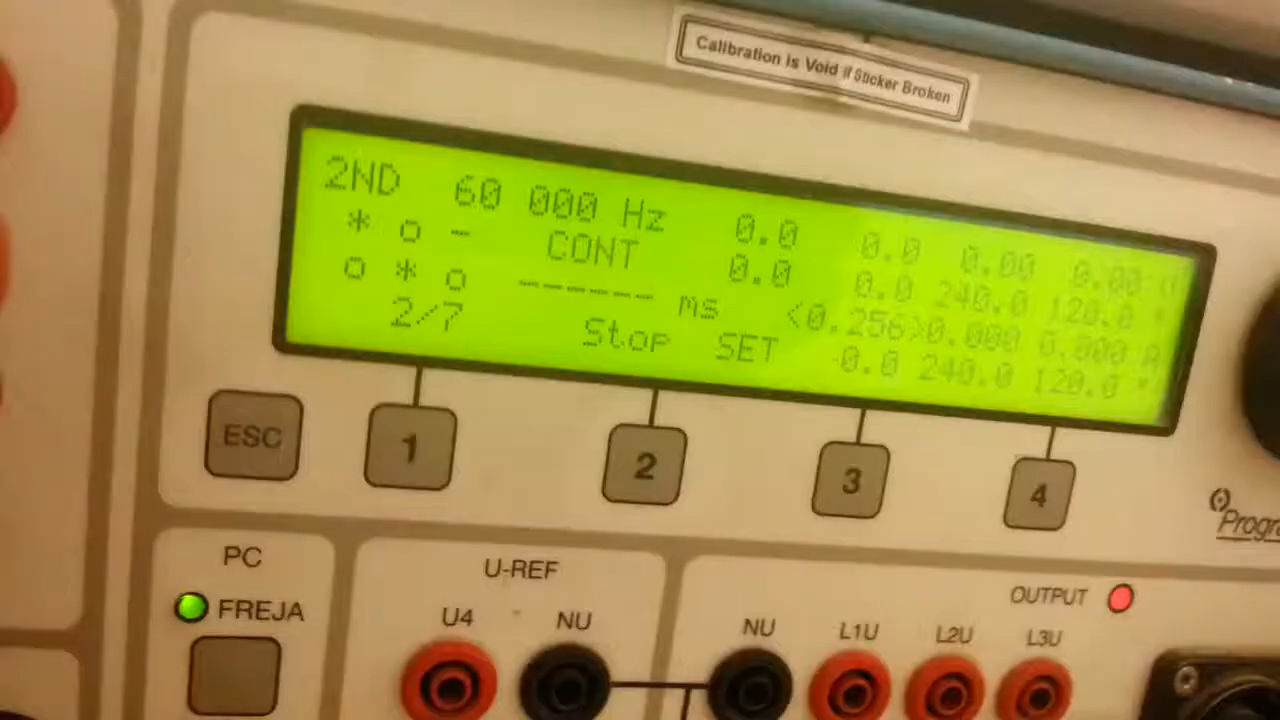 Calibration is Void if Sticker Broken
2ND 60 000 Hz 0.0 0.0 0.00 0.00
* o - CONT 0.0 0.0 240.0 120.0 °
o * o ------ ms <0.256>0.000 0.000 A
2/7 Stop SET 0.0 240.0 120.0 °
ESC 1 2 3 4
Progr
PC U-REF OUTPUT
FREJA U4 NU NU L1U L2U L3U